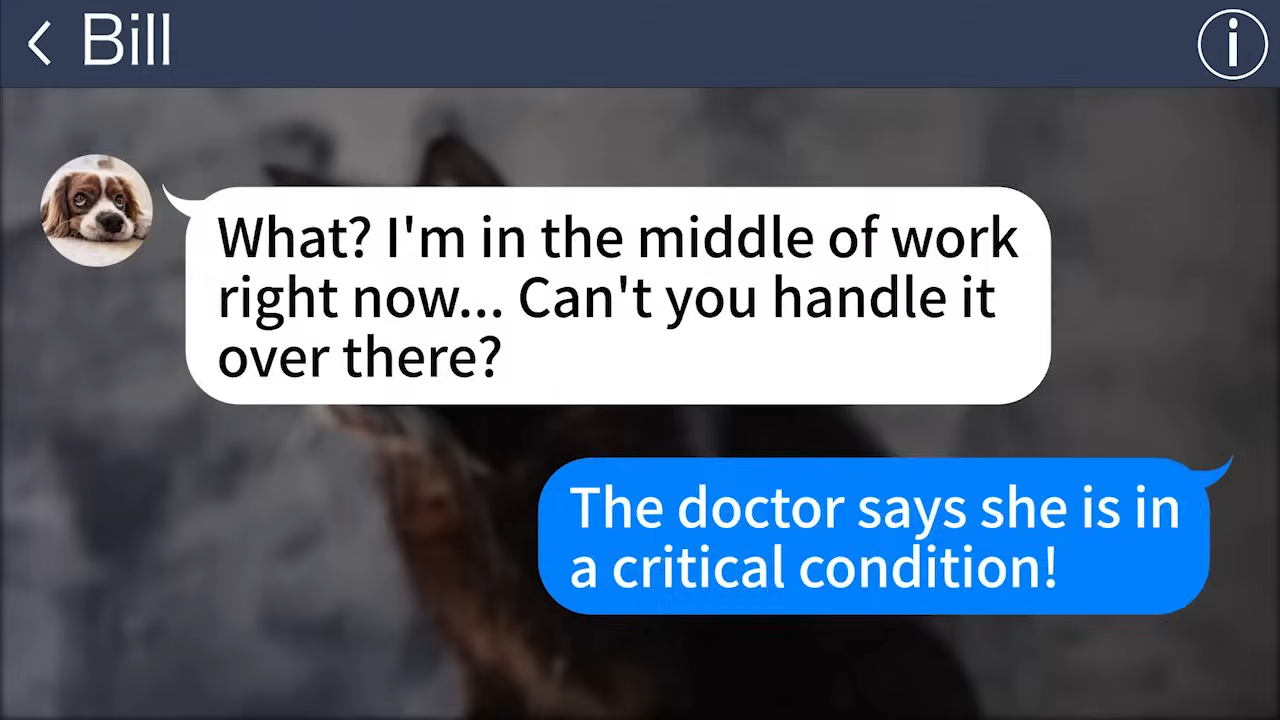 Bill
What? I'm in the middle of work
right now... Can't you handle it
over there?
The doctor says she is in
a critical condition!